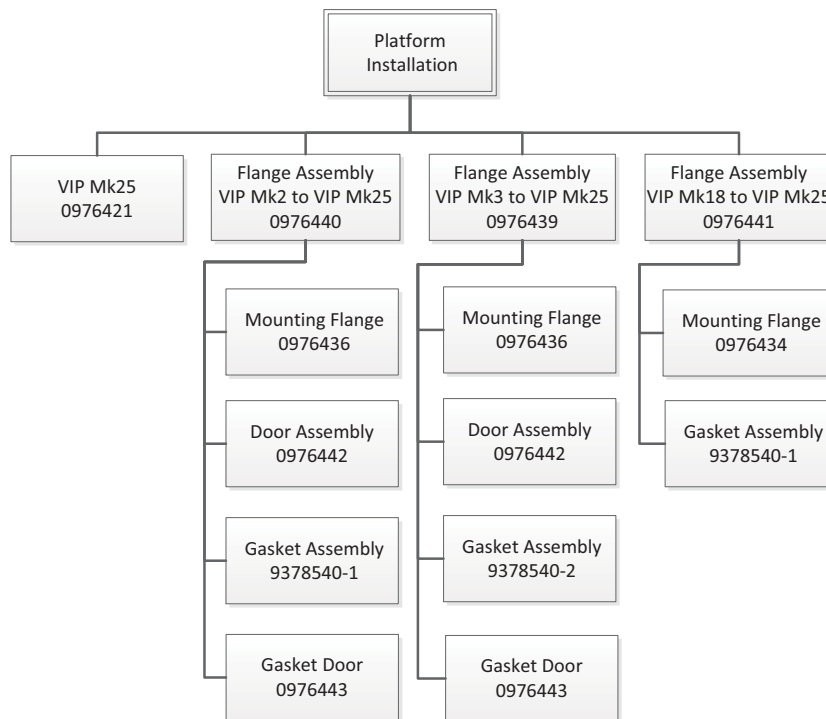 Platform
Installation
VIP Mk25
0976421
Flange Assembly
VIP Mk2 to VIP Mk25
0976440
Flange Assembly
VIP Mk3 to VIP Mk25
0976439
Flange Assembly
VIP Mk18 to VIP Mk25
0976441
Mounting Flange
0976436
Door Assembly
0976442
Gasket Assembly
9378540-1
Gasket Door
0976443
Mounting Flange
0976436
Door Assembly
0976442
Gasket Assembly
9378540-2
Gasket Door
0976443
Mounting Flange
0976434
Gasket Assembly
9378540-1